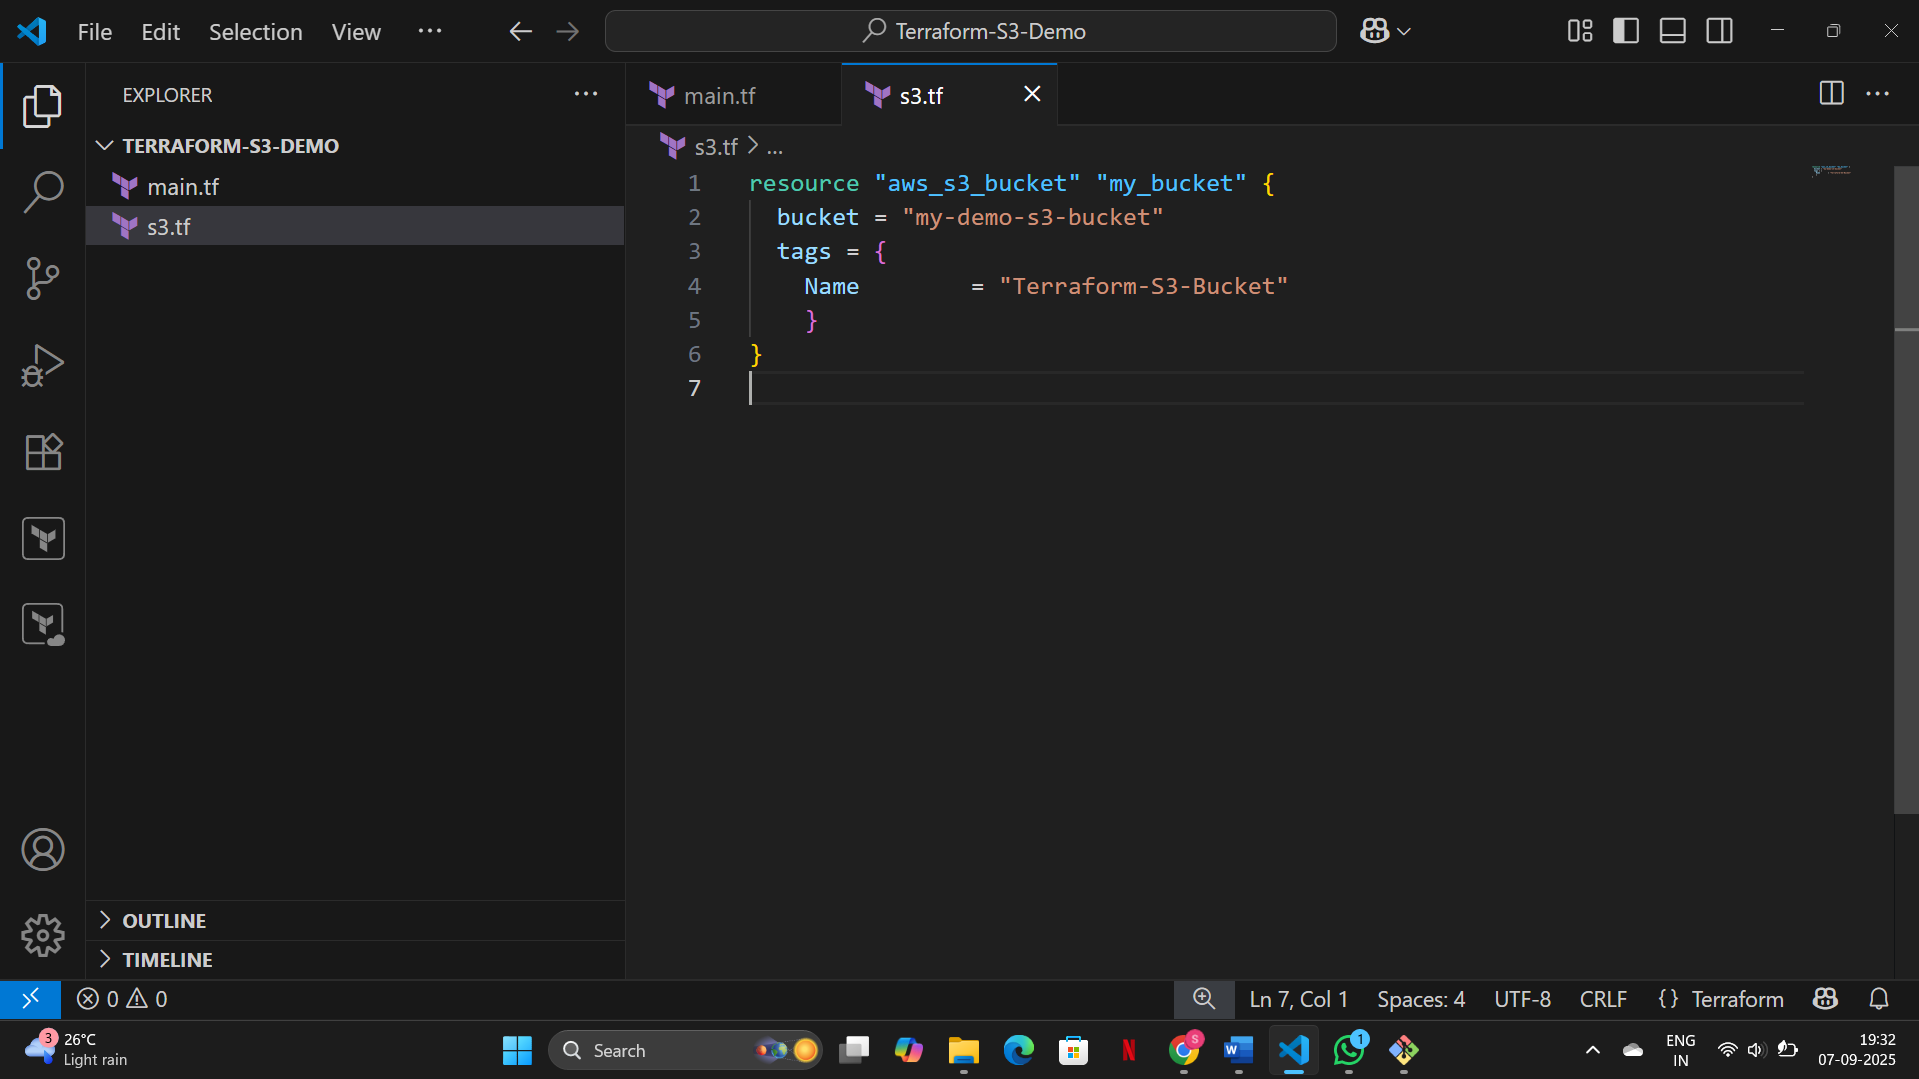 File Edit Selection View ... Terraform-S3-Demo
EXPLORER ...
TERRAFORM-S3-DEMO
main.tf
s3.tf
OUTLINE
TIMELINE
main.tf s3.tf
s3.tf > ...
1 resource "aws_s3_bucket" "my_bucket" {
2 bucket = "my-demo-s3-bucket"
3 tags = {
4 Name        = "Terraform-S3-Bucket"
5 }
6 }
7
0 0 Ln 7, Col 1 Spaces: 4 UTF-8 CRLF {} Terraform
3 26°C
Light rain
Search
N
S
W
1
ENG
IN
19:32
07-09-2025